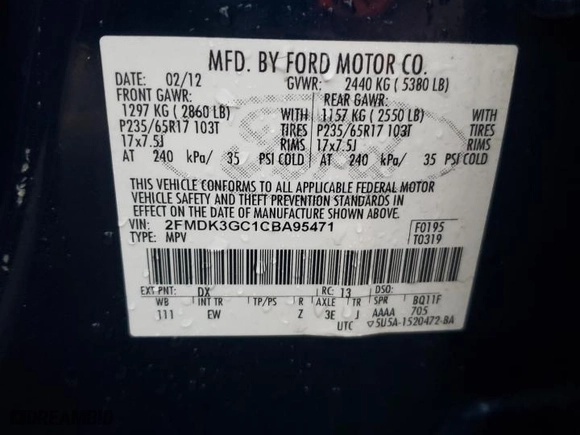 MFD. BY FORD MOTOR CO.
DATE: 02/12 GVWR: 2440 KG ( 5380 LB)
FRONT GAWR: REAR GAWR:
1297 KG ( 2860 LB) WITH 1157 KG ( 2550 LB) WITH
P235/65R17 103T TIRES P235/65R17 103T TIRES
17x7.5J RIMS 17x7.5J RIMS
AT 240 kPa/ 35 PSI COLD AT 240 kPa/ 35 PSI COLD
THIS VEHICLE CONFORMS TO ALL APPLICABLE FEDERAL MOTOR
VEHICLE SAFETY AND THEFT PREVENTION STANDARDS IN
EFFECT ON THE DATE OF MANUFACTURE SHOWN ABOVE.
VIN: 2FMDK3GC1CBA95471 F0195
TYPE: MPV T0319
EXT PNT: DX RC: 13 DSO:
WB INT TR TP/PS R AXLE TR SPR BQ11F
111 EW Z 3E J AAAA 705
UTC ▽5U5A-1520472-BA